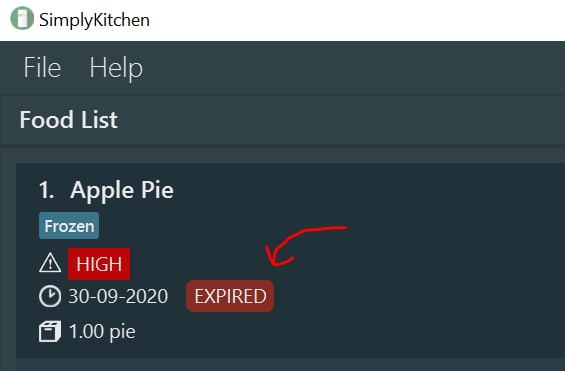 SimplyKitchen
File Help
Food List
1. Apple Pie
Frozen
HIGH
30-09-2020 EXPIRED
1.00 pie